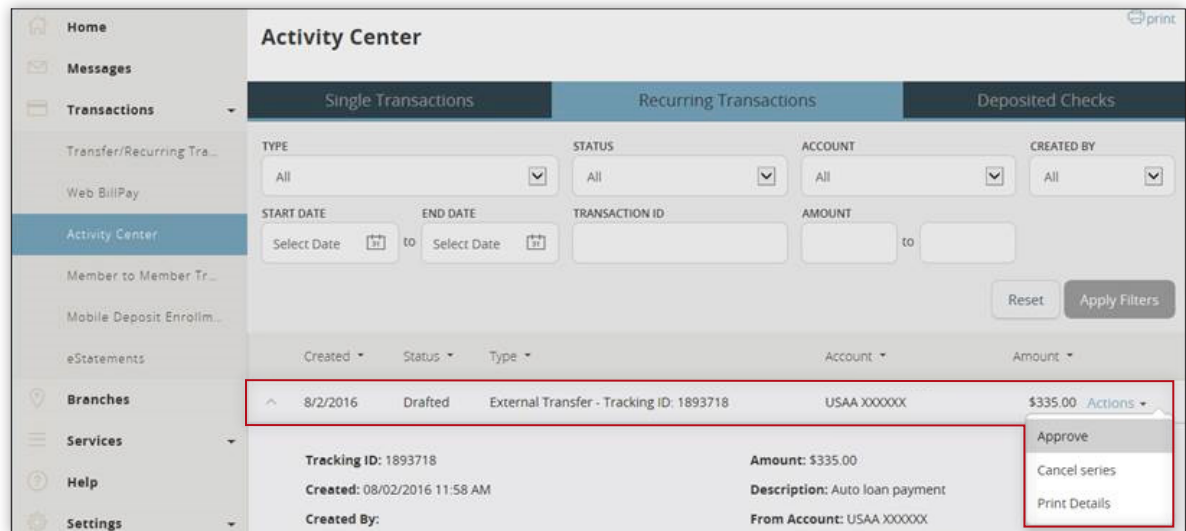 print
Home
Activity Center
Messages
Transactions
Single Transactions Recurring Transactions Deposited Checks
Transfer/Recurring Tra...
TYPE STATUS ACCOUNT CREATED BY
All All All All
Web BillPay
START DATE END DATE TRANSACTION ID AMOUNT
Activity Center
Select Date 31 to Select Date 31 to
Member to Member Tr...
Reset Apply Filters
Mobile Deposit Enrollm...
eStatements
Created Status Type Account Amount
Branches
8/2/2016 Drafted External Transfer - Tracking ID: 1893718 USAA XXXXXX $335.00 Actions
Services
Approve
Tracking ID: 1893718 Amount: $335.00
Cancel series
Help
Created: 08/02/2016 11:58 AM Description: Auto loan payment
Print Details
Settings
Created By: From Account: USAA XXXXXX